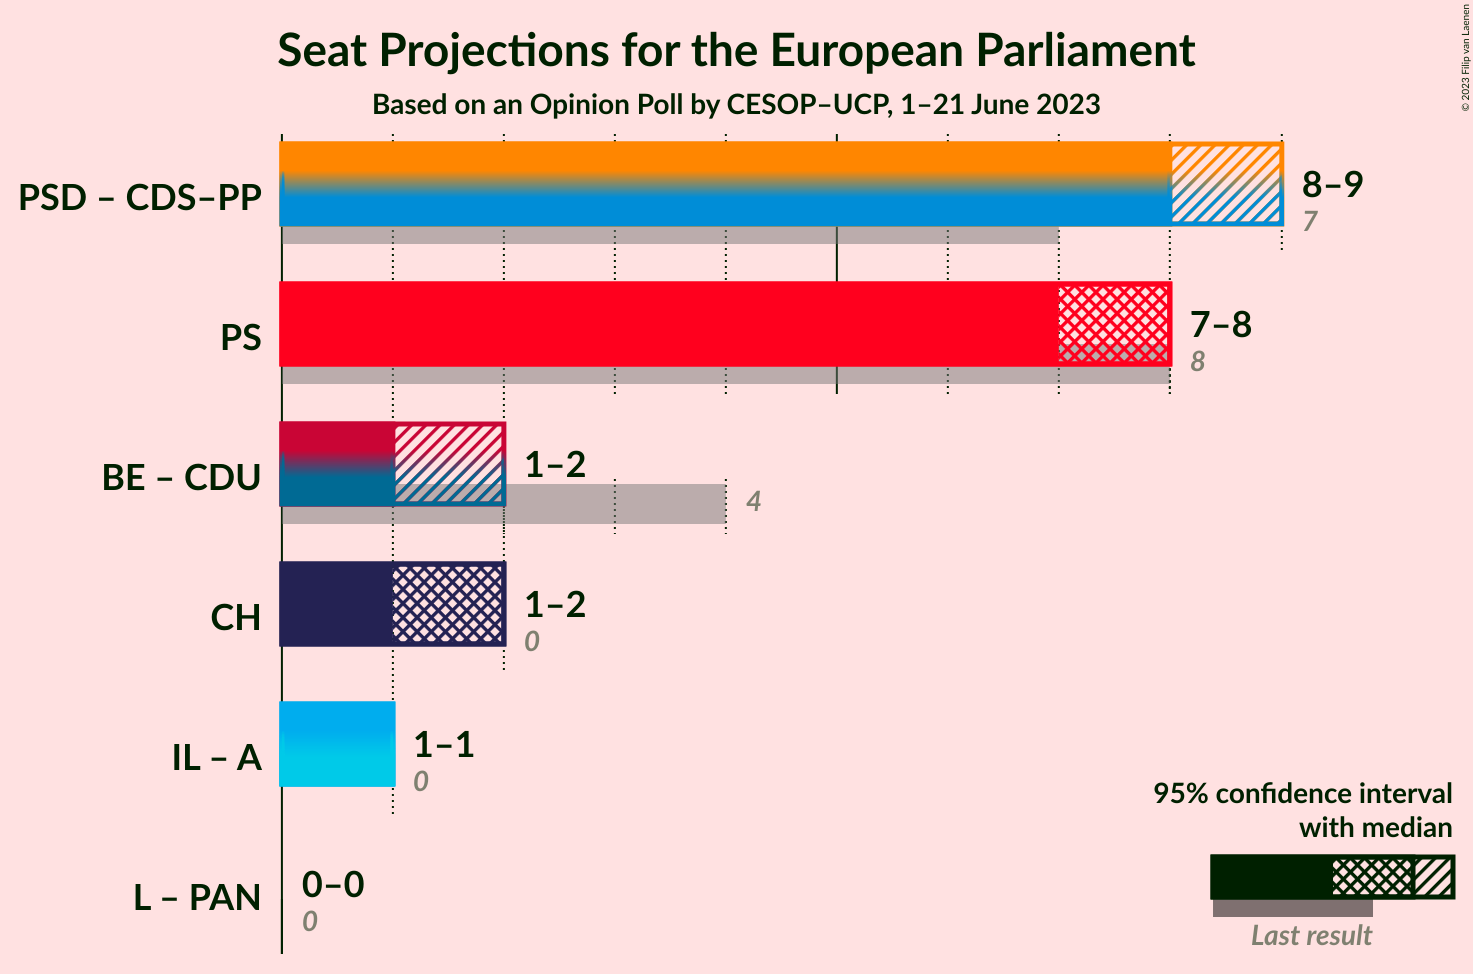 Seat Projections for the European Parliament
Based on an Opinion Poll by CESOP–UCP, 1–21 June 2023
© 2023 Filip van Laenen
PSD – CDS–PP
8–9
7
PS
7–8
8
BE – CDU
1–2
4
CH
1–2
0
IL – A
1–1
0
L – PAN
0–0
0
95% confidence interval
with median
Last result